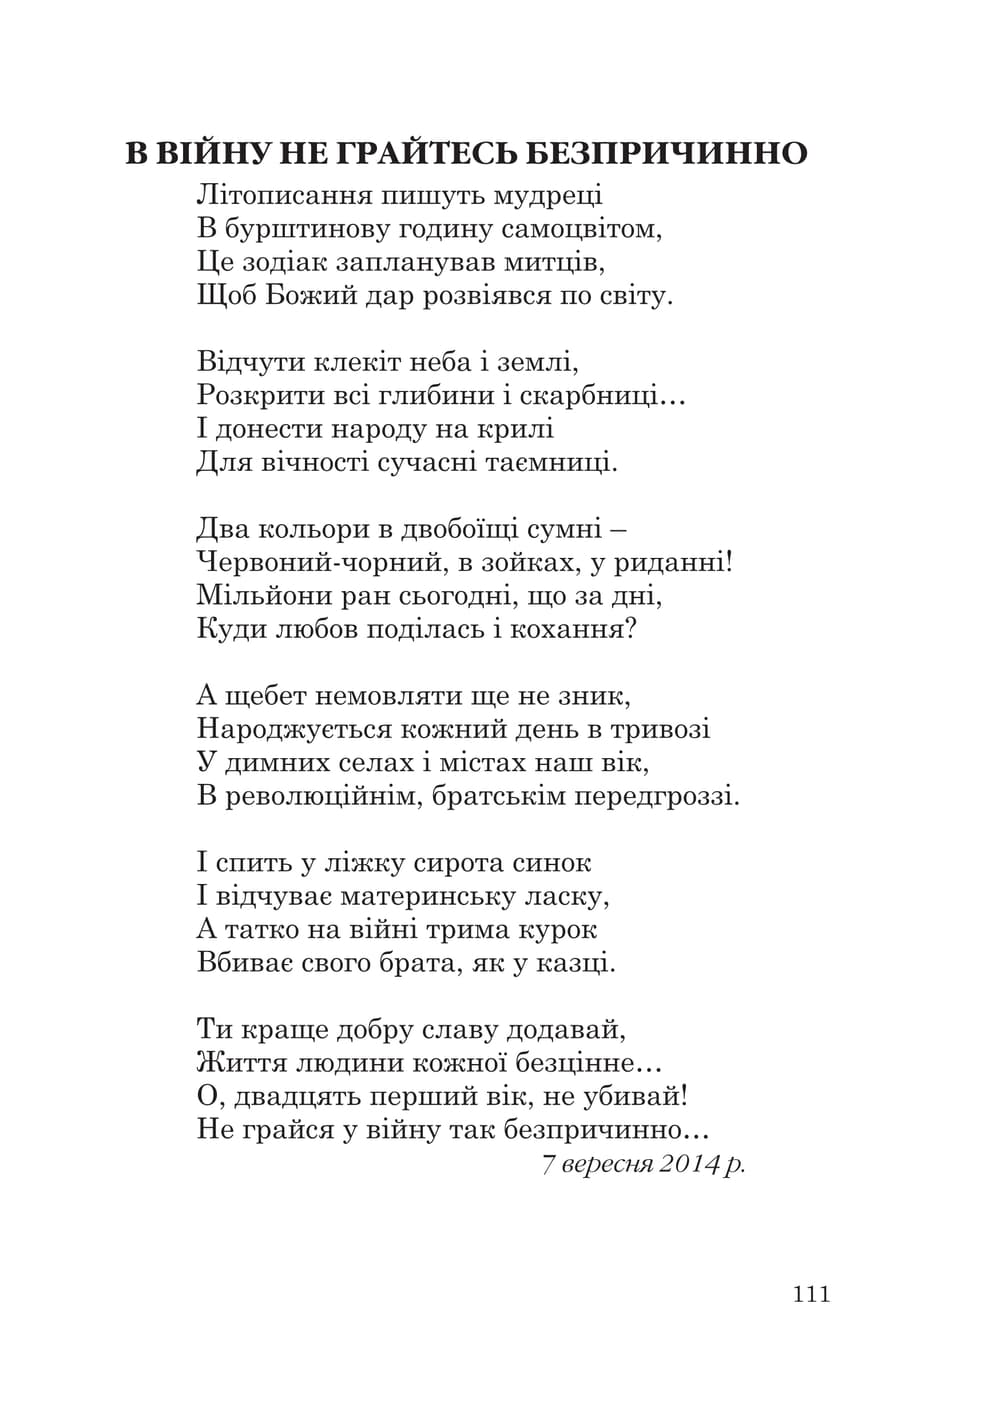 В ВІЙНУ НЕ ГРАЙТЕСЬ БЕЗПРИЧИННО
Літописання пишуть мудреці
В бурштинову годину самоцвітом,
Це зодіак запланував митців,
Щоб Божий дар розвіявся по світу.
Відчути клекіт неба і землі,
Розкрити всі глибини і скарбниці...
І донести народу на крилі
Для вічності сучасні таємниці.
Два кольори в двобоїщі сумні –
Червоний-чорний, в зойках, у риданні!
Мільйони ран сьогодні, що за дні,
Куди любов поділась і кохання?
А щебет немовляти ще не зник,
Народжується кожний день в тривозі
У димних селах і містах наш вік,
В революційнім, братськім передгроззі.
І спить у ліжку сирота синок
І відчуває материнську ласку,
А татко на війні трима курок
Вбиває свого брата, як у казці.
Ти краще добру славу додавай,
Життя людини кожної безцінне...
О, двадцять перший вік, не убивай!
Не грайся у війну так безпричинно...
7 вересня 2014 р.
111